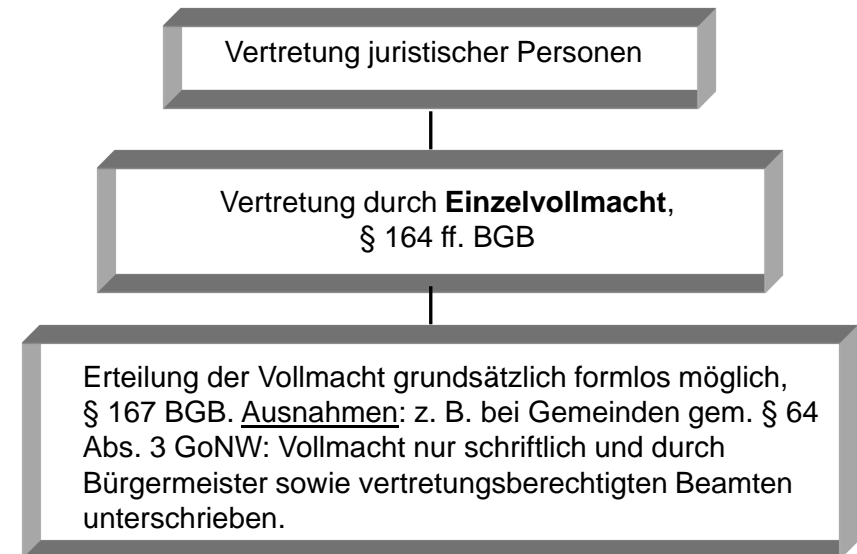 Vertretung juristischer Personen
Vertretung durch Einzelvollmacht,
§ 164 ff. BGB
Erteilung der Vollmacht grundsätzlich formlos möglich,
§ 167 BGB. Ausnahmen: z. B. bei Gemeinden gem. § 64
Abs. 3 GoNW: Vollmacht nur schriftlich und durch
Bürgermeister sowie vertretungsberechtigten Beamten
unterschrieben.